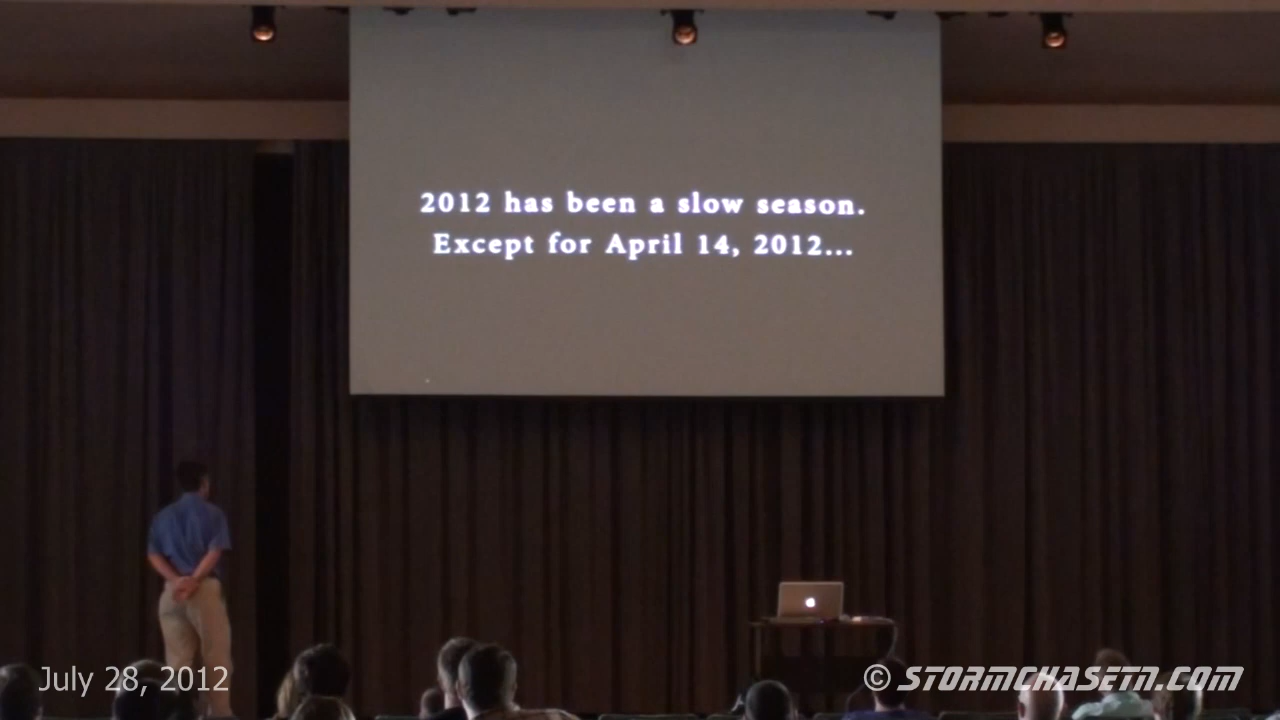 2012 has been a slow season.
Except for April 14, 2012...
July 28, 2012
© STORMCHASETN.COM